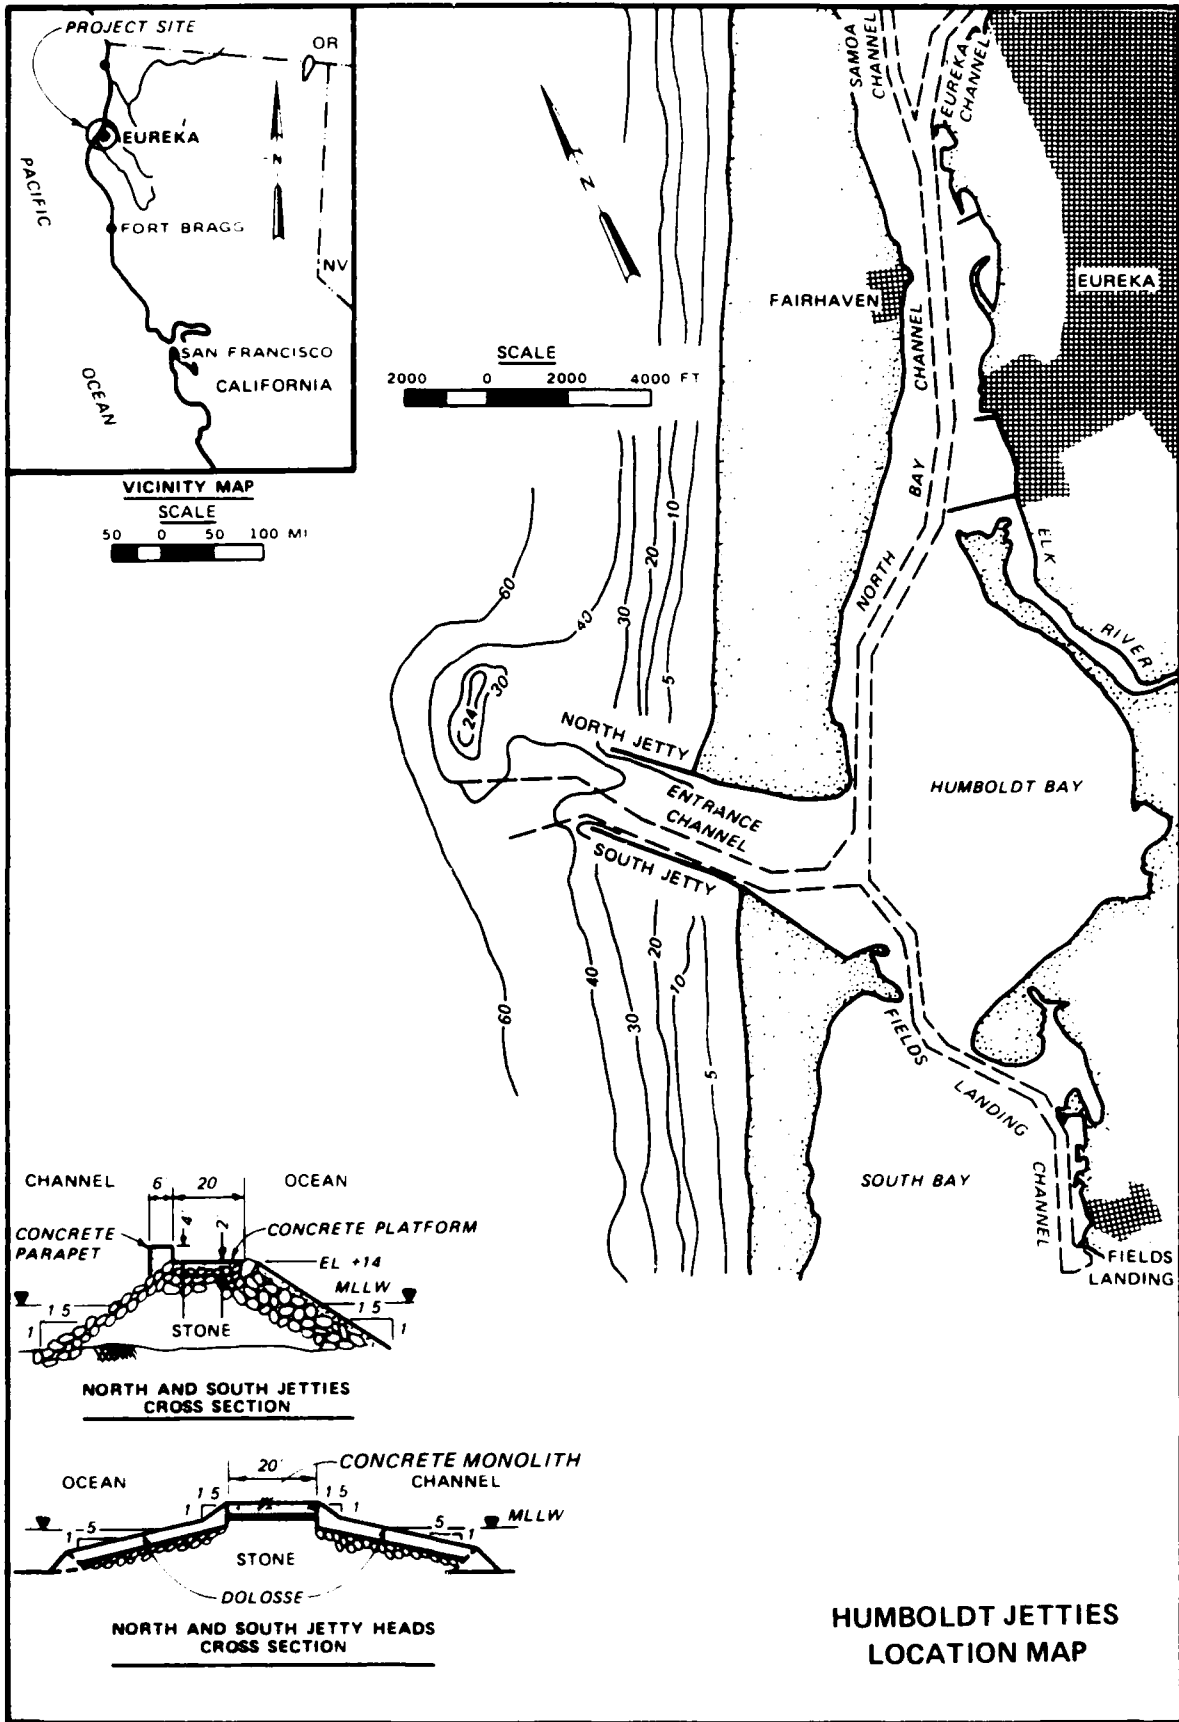 PROJECT SITE
OR
EUREKA
N
PACIFIC
FORT BRAGG
NV
SAN FRANCISCO
CALIFORNIA
OCEAN
VICINITY MAP
SCALE
50 0 50 100 MI
SAMOA
CHANNEL
EUREKA
CHANNEL
N
FAIRHAVEN
EUREKA
SCALE
2000 0 2000 4000 FT
NORTH BAY CHANNEL
ELK RIVER
10
20
30
40
60
5
30
24
NORTH JETTY
ENTRANCE
CHANNEL
SOUTH JETTY
HUMBOLDT BAY
20
10
40
30
60
5
FIELDS LANDING CHANNEL
SOUTH BAY
FIELDS
LANDING
CHANNEL 6 20 OCEAN
4 2
CONCRETE
PARAPET
CONCRETE PLATFORM
EL +14
MLLW
1 5
1
STONE
1 5
1
NORTH AND SOUTH JETTIES
CROSS SECTION
20'
CONCRETE MONOLITH
OCEAN
CHANNEL
1 5
1
1 5
1
MLLW
1 5
5
1
STONE
DOLOSSE
NORTH AND SOUTH JETTY HEADS
CROSS SECTION
HUMBOLDT JETTIES
LOCATION MAP